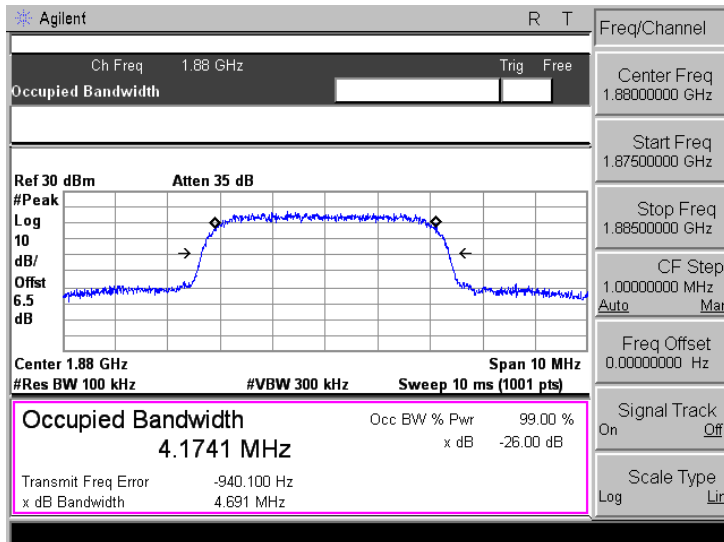 Agilent R T
Ch Freq 1.88 GHz Trig Free
Occupied Bandwidth
Ref 30 dBm Atten 35 dB
#Peak
Log
10
dB/
Offst
6.5
dB
Center 1.88 GHz Span 10 MHz
#Res BW 100 kHz #VBW 300 kHz Sweep 10 ms (1001 pts)
Occupied Bandwidth Occ BW % Pwr 99.00 %
4.1741 MHz x dB -26.00 dB
Transmit Freq Error -940.100 Hz
x dB Bandwidth 4.691 MHz
Freq/Channel
Center Freq
1.88000000 GHz
Start Freq
1.87500000 GHz
Stop Freq
1.88500000 GHz
CF Step
1.00000000 MHz
Auto Man
Freq Offset
0.00000000 Hz
Signal Track
On Off
Scale Type
Log Lin